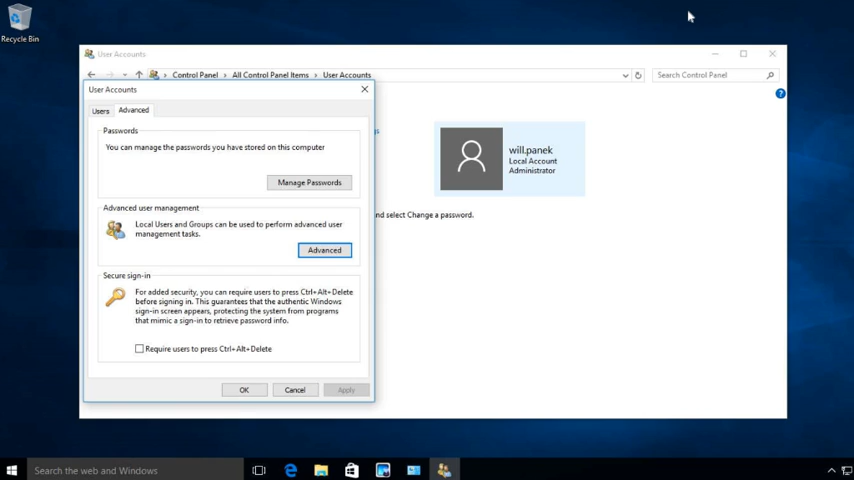 Recycle Bin
User Accounts
Control Panel
All Control Panel Items
User Accounts
Search Control Panel
User Accounts
Users
Advanced
Passwords
You can manage the passwords you have stored on this computer
Manage Passwords
Advanced user management
Local Users and Groups can be used to perform advanced user
management tasks.
Advanced
Secure sign-in
For added security, you can require users to press Ctrl+Alt+Delete
before signing in. This guarantees that the authentic Windows
sign-in screen appears, protecting the system from programs
that mimic a sign-in to retrieve password info.
Require users to press Ctrl+Alt+Delete
OK
Cancel
Apply
gs
will.panek
Local Account
Administrator
nd select Change a password.
Search the web and Windows